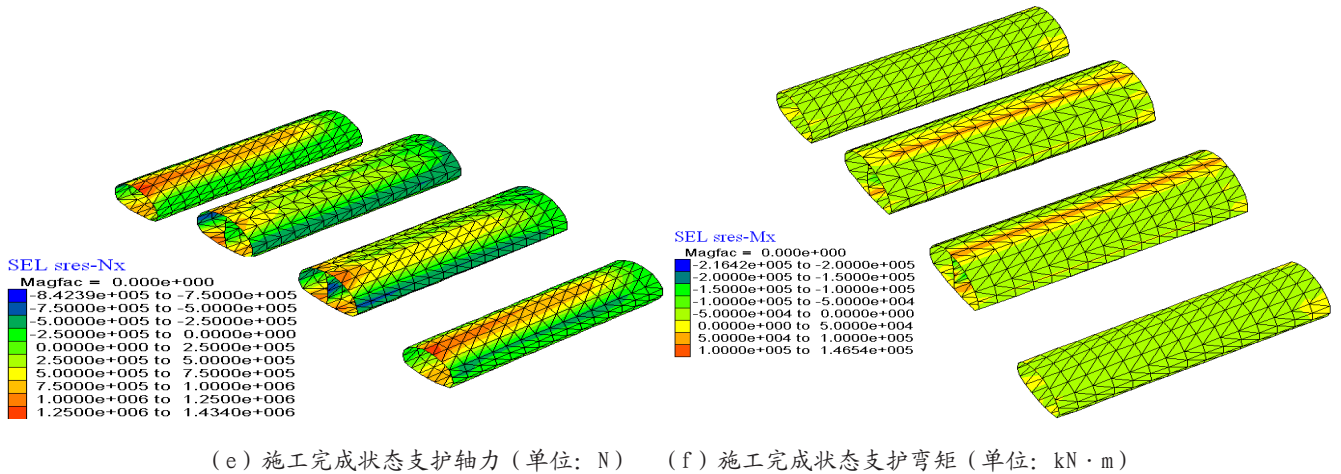 SEL sres-Nx
Magfac = 0.000e+000
-8.4239e+005 to -7.5000e+005
-7.5000e+005 to -5.0000e+005
-5.0000e+005 to -2.5000e+005
-2.5000e+005 to 0.0000e+000
0.0000e+000 to 2.5000e+005
2.5000e+005 to 5.0000e+005
5.0000e+005 to 7.5000e+005
7.5000e+005 to 1.0000e+006
1.0000e+006 to 1.2500e+006
1.2500e+006 to 1.4340e+006
SEL sres-Mx
Magfac = 0.000e+000
-2.1642e+005 to -2.0000e+005
-2.0000e+005 to -1.5000e+005
-1.5000e+005 to -1.0000e+005
-1.0000e+005 to -5.0000e+004
-5.0000e+004 to 0.0000e+000
0.0000e+000 to 5.0000e+004
5.0000e+004 to 1.0000e+005
1.0000e+005 to 1.4654e+005
(e)施工完成状态支护轴力(单位: N) (f)施工完成状态支护弯矩(单位: kN·m)